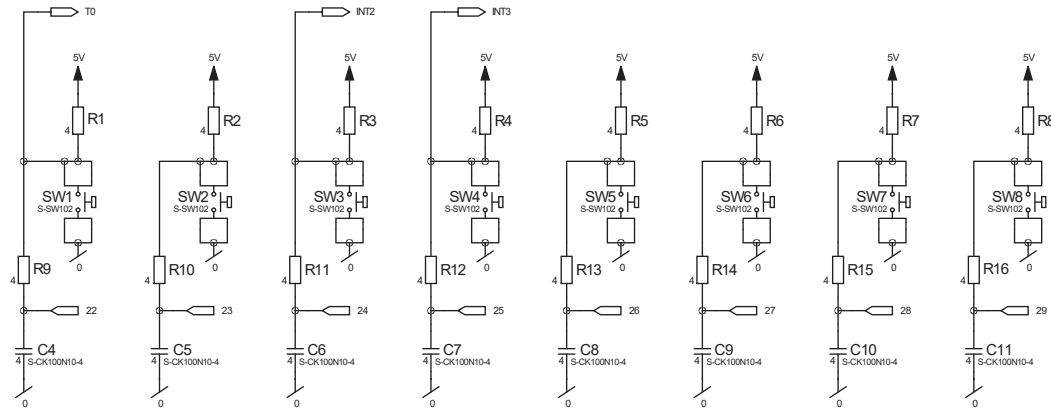 T0 INT2 INT3
5V 5V 5V 5V 5V 5V 5V 5V
4 R1 4 R2 4 R3 4 R4 4 R5 4 R6 4 R7 4 R8
SW1 SW2 SW3 SW4 SW5 SW6 SW7 SW8
S-SW102 S-SW102 S-SW102 S-SW102 S-SW102 S-SW102 S-SW102 S-SW102
0 0 0 0 0 0 0 0
4 R9 4 R10 4 R11 4 R12 4 R13 4 R14 4 R15 4 R16
22 23 24 25 26 27 28 29
C4 C5 C6 C7 C8 C9 C10 C11
4 S-CK100N10-4 4 S-CK100N10-4 4 S-CK100N10-4 4 S-CK100N10-4 4 S-CK100N10-4 4 S-CK100N10-4 4 S-CK100N10-4 4 S-CK100N10-4
0 0 0 0 0 0 0 0